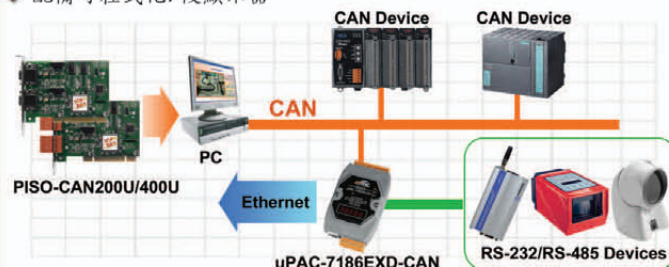 CAN Device
CAN Device
CAN
PC
PISO-CAN200U/400U
Ethernet
RS-232/RS-485 Devices
uPAC-7186EXD-CAN